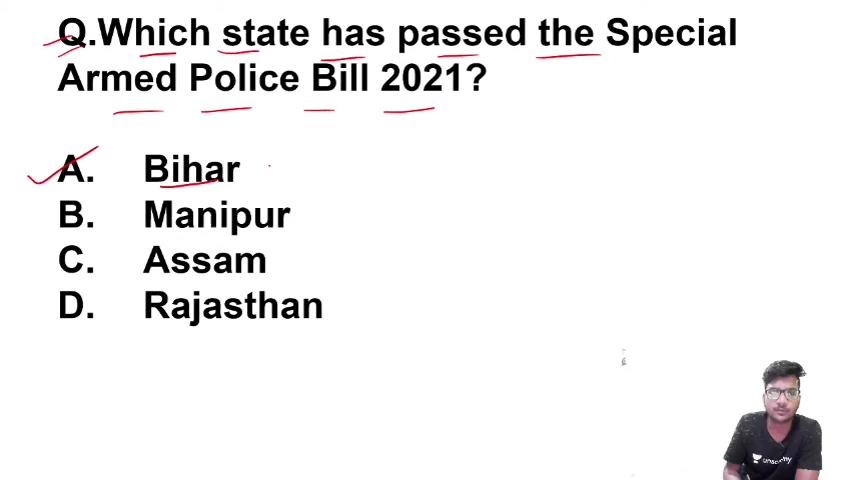 Q.Which state has passed the Special
Armed Police Bill 2021?
A. Bihar
B. Manipur
C. Assam
D. Rajasthan